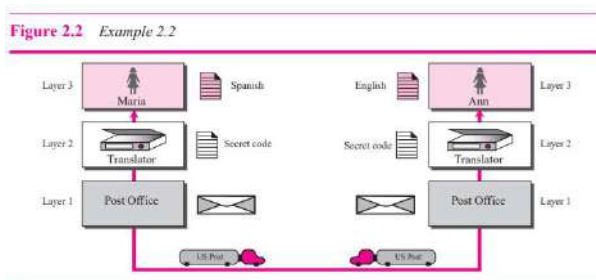 Figure 2.2 Example 2.2
Layer 3 Maria Spanish English Ann Layer 3
Layer 2 Translator Secret code Secret code Translator Layer 2
Layer 1 Post Office Post Office Layer 1
US Post US Post